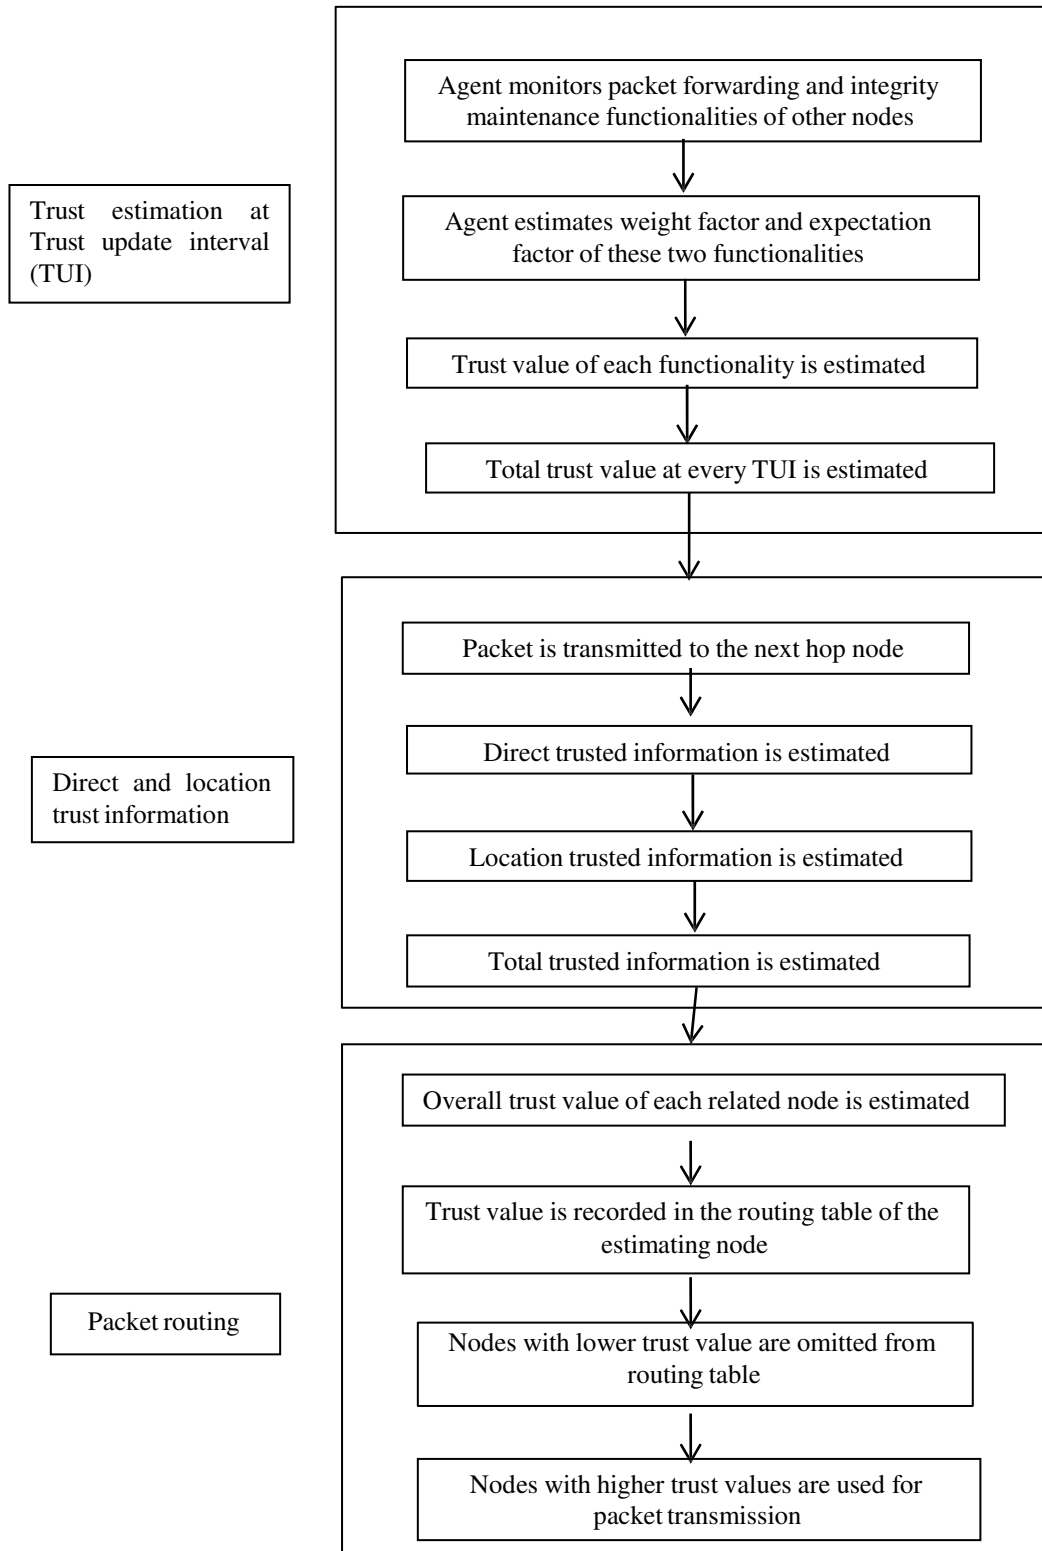 Agent monitors packet forwarding and integrity
maintenance functionalities of other nodes
Trust estimation at
Trust update interval
(TUI)
Agent estimates weight factor and expectation
factor of these two functionalities
Trust value of each functionality is estimated
Total trust value at every TUI is estimated
Packet is transmitted to the next hop node
Direct trusted information is estimated
Direct and location
trust information
Location trusted information is estimated
Total trusted information is estimated
Overall trust value of each related node is estimated
Trust value is recorded in the routing table of the
estimating node
Packet routing
Nodes with lower trust value are omitted from
routing table
Nodes with higher trust values are used for
packet transmission